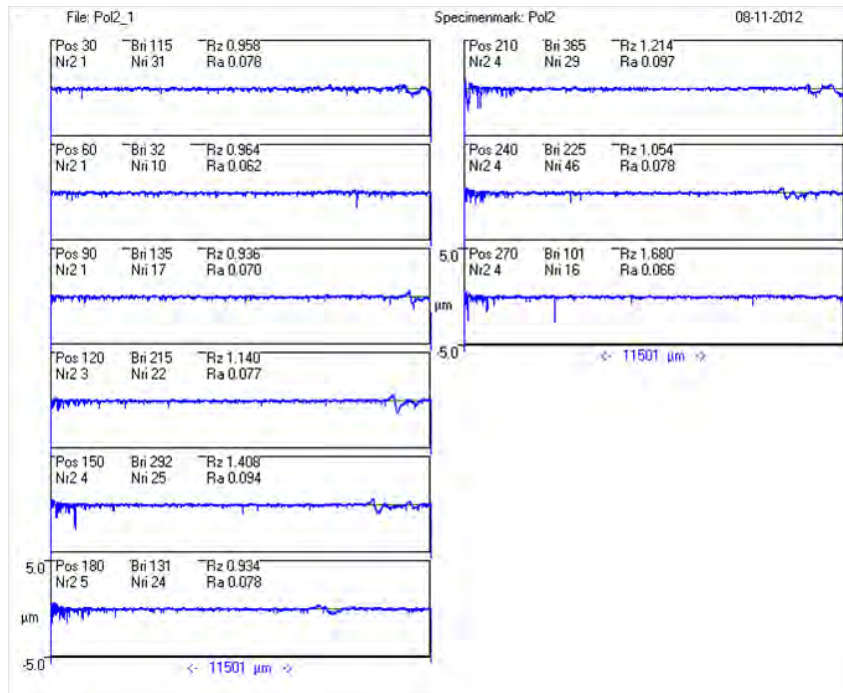 File: Pol2_1 Specimenmark: Pol2 08-11-2012
Pos 30 Bri 115 Rz 0.958
Nr2 1 Nri 31 Ra 0.078
Pos 60 Bri 32 Rz 0.964
Nr2 1 Nri 10 Ra 0.062
Pos 90 Bri 135 Rz 0.936
Nr2 1 Nri 17 Ra 0.070
Pos 120 Bri 215 Rz 1.140
Nr2 3 Nri 22 Ra 0.077
Pos 150 Bri 292 Rz 1.408
Nr2 4 Nri 25 Ra 0.094
5.0 Pos 180 Bri 131 Rz 0.934
Nr2 5 Nri 24 Ra 0.078
µm
-5.0 <- 11501 µm ->
Pos 210 Bri 365 Rz 1.214
Nr2 4 Nri 29 Ra 0.097
Pos 240 Bri 225 Rz 1.054
Nr2 4 Nri 46 Ra 0.078
5.0 Pos 270 Bri 101 Rz 1.680
Nr2 4 Nri 16 Ra 0.066
µm
-5.0 <- 11501 µm ->